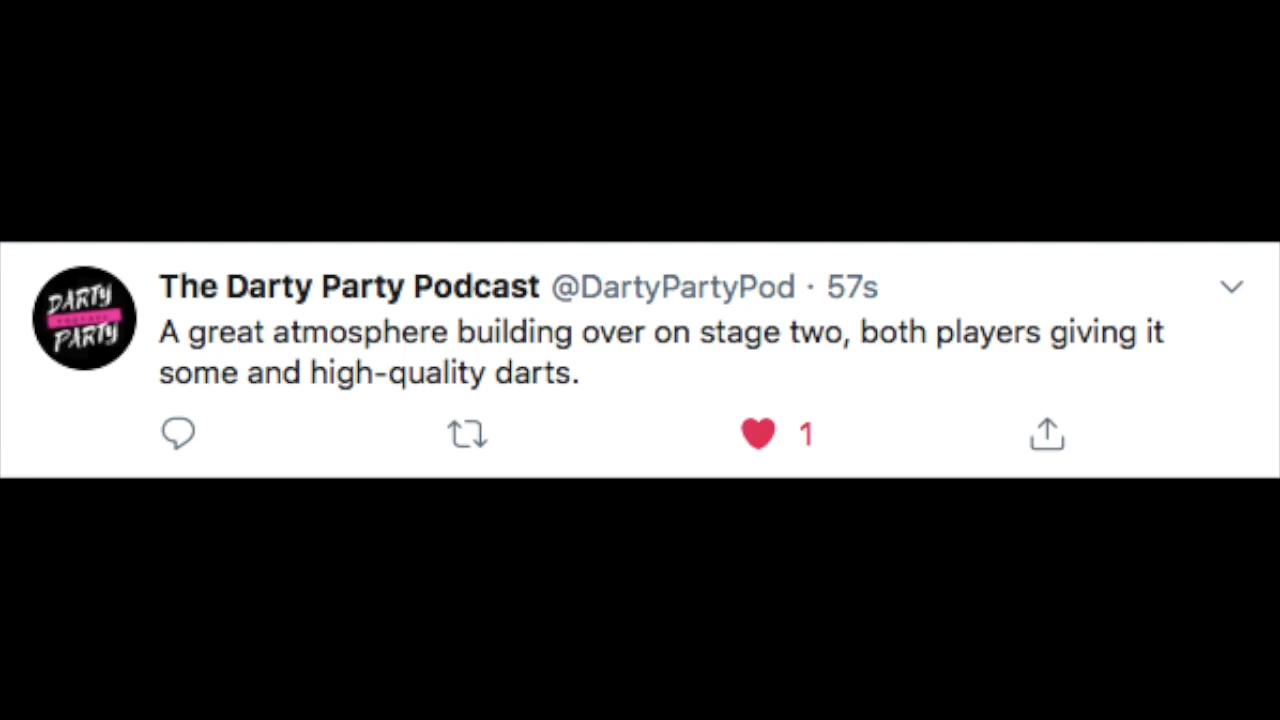 DARTY
PODCAST
PARTY
The Darty Party Podcast @DartyPartyPod · 57s
A great atmosphere building over on stage two, both players giving it
some and high-quality darts.
1